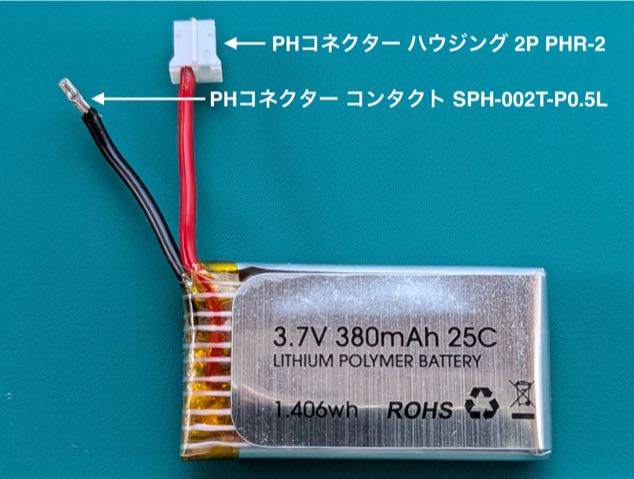 PHコネクター ハウジング 2P PHR-2
PHコネクター コンタクト SPH-002T-P0.5L
3.7V 380mAh 25C
LITHIUM POLYMER BATTERY
1.406wh ROHS